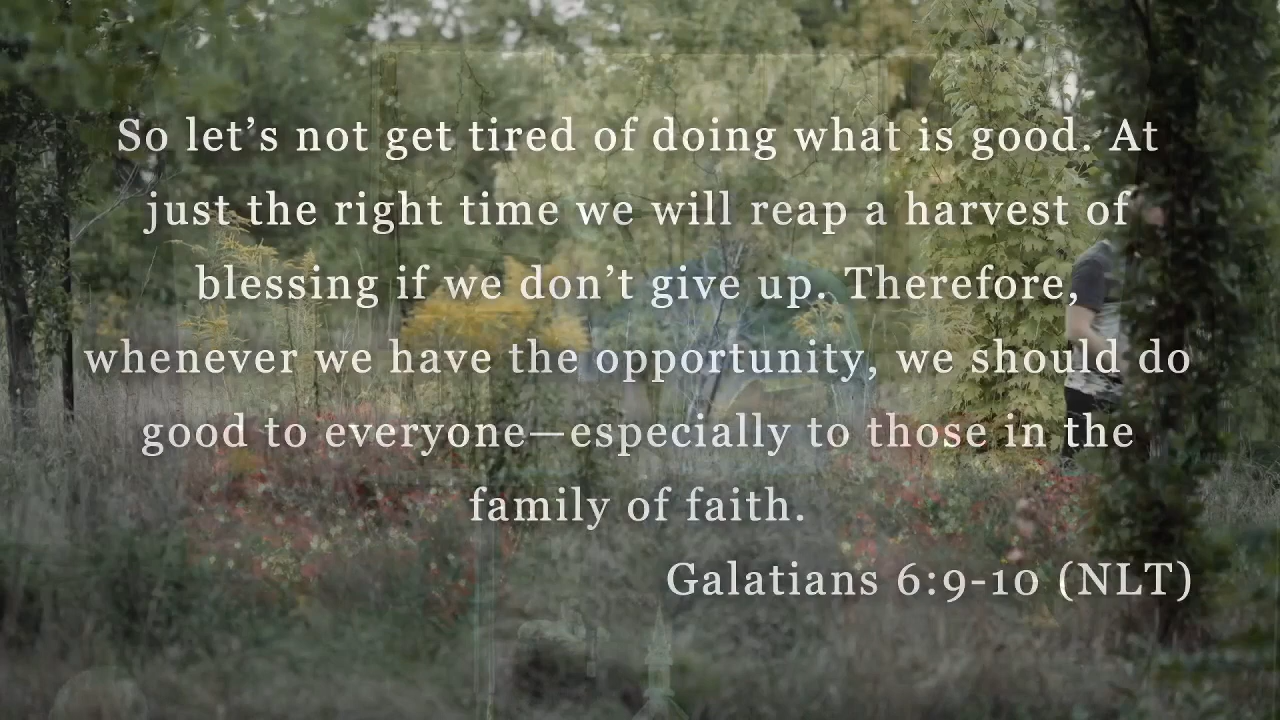 So let’s not get tired of doing what is good. At
just the right time we will reap a harvest of
blessing if we don’t give up. Therefore,
whenever we have the opportunity, we should do
good to everyone—especially to those in the
family of faith.
Galatians 6:9-10 (NLT)